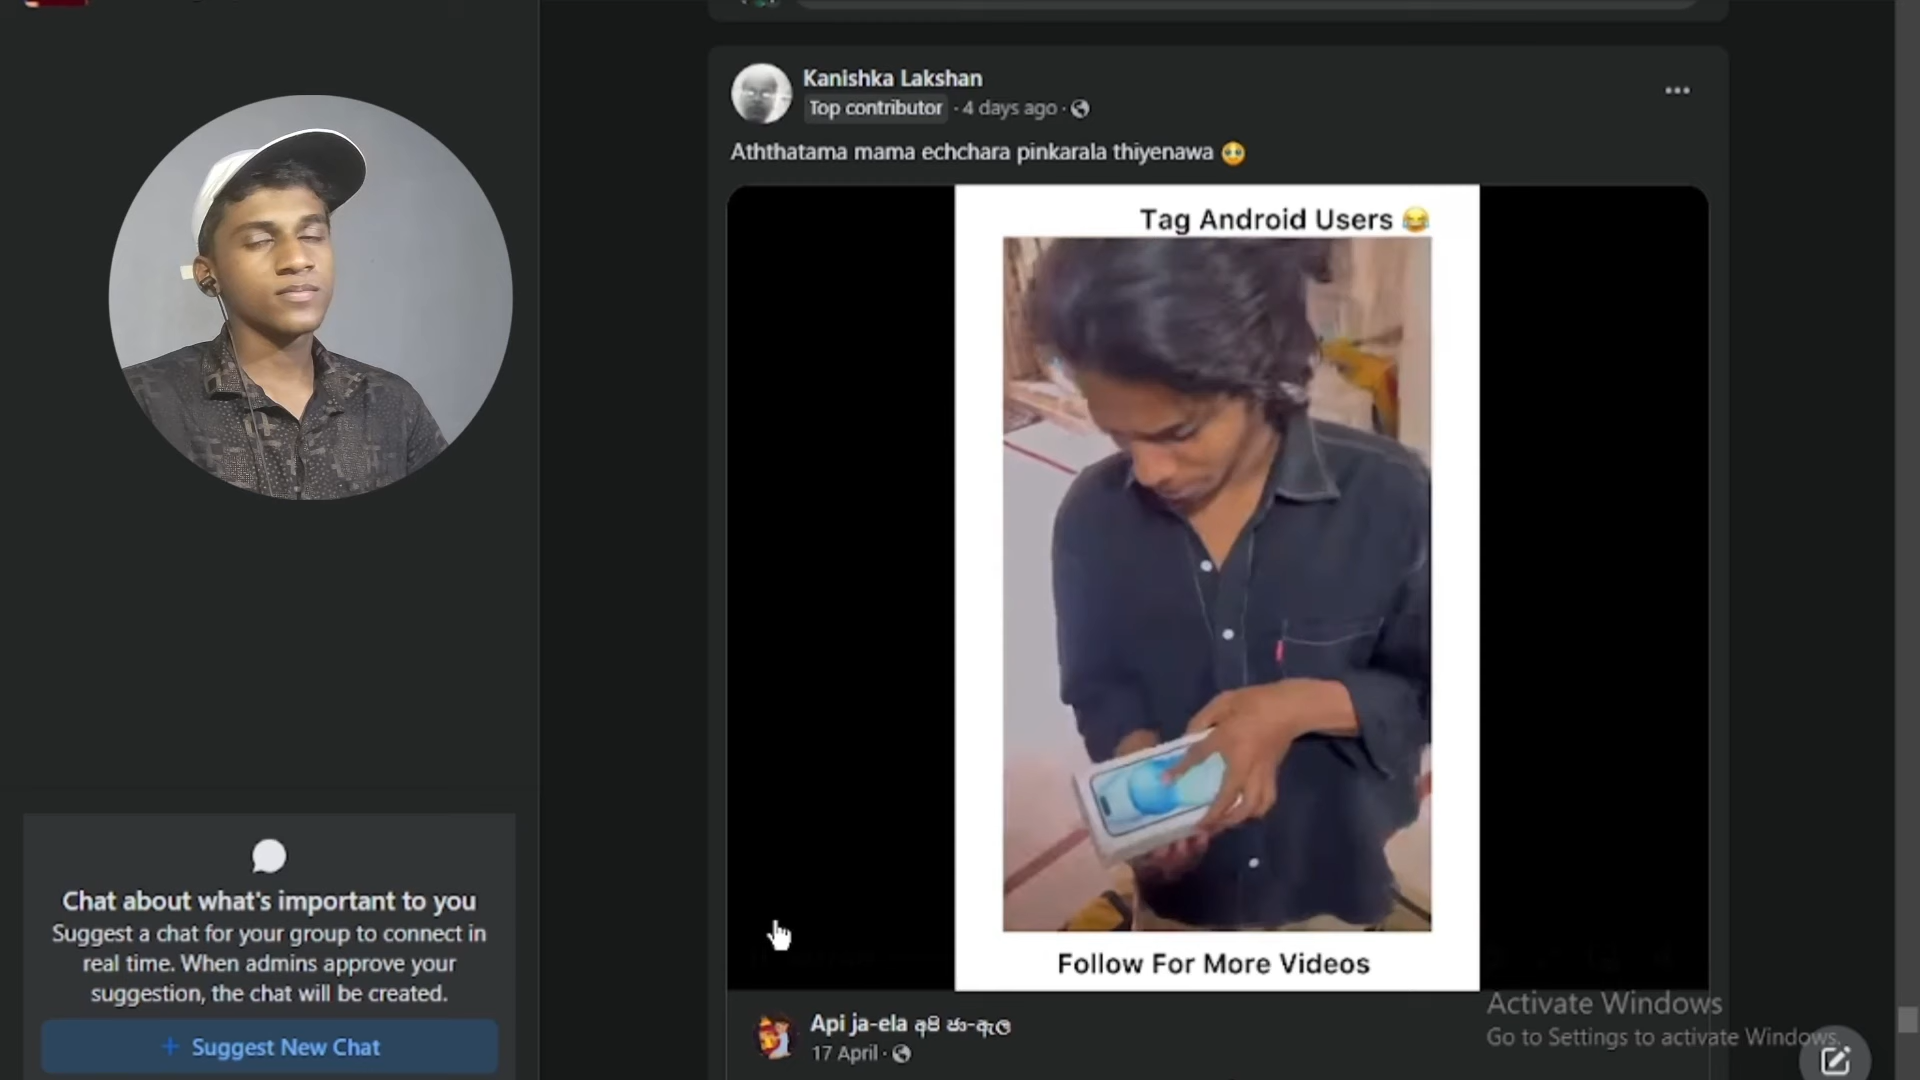 Kanishka Lakshan
Top contributor · 4 days ago ·
Aththatama mama echchara pinkarala thiyenawa 🥹
Tag Android Users 😂
Follow For More Videos
Api ja-ela අපි ජා-ඇල
17 April ·
Chat about what's important to you
Suggest a chat for your group to connect in
real time. When admins approve your
suggestion, the chat will be created.
+ Suggest New Chat
Activate Windows
Go to Settings to activate Windows.